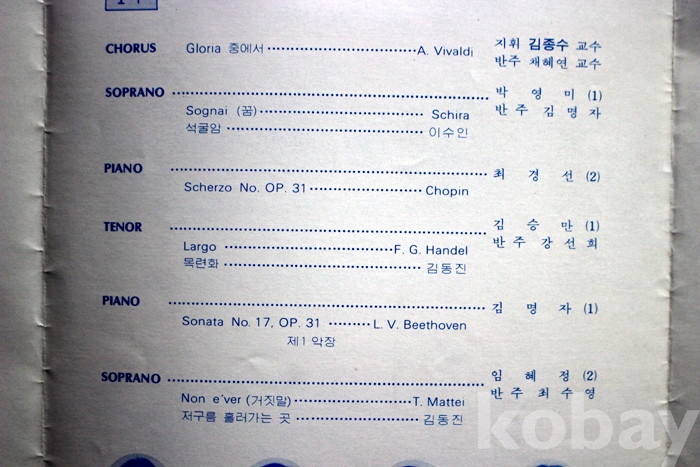 CHORUS Gloria 중에서 A. Vivaldi 지휘 김종수 교수
반주 채혜연 교수
SOPRANO 박영미 (1)
Sognai (꿈) Schira 반주 김명자
석굴암 이수인
PIANO 최경선 (2)
Scherzo No. OP. 31 Chopin
TENOR 김승만 (1)
Largo F. G. Handel 반주 강선희
목련화 김동진
PIANO 김명자 (1)
Sonata No. 17, OP. 31 L. V. Beethoven
제1악장
SOPRANO 임혜정 (2)
Non e'ver (거짓말) T. Mattei 반주 최수영
저구름 흘러가는 곳 김동진
kobay